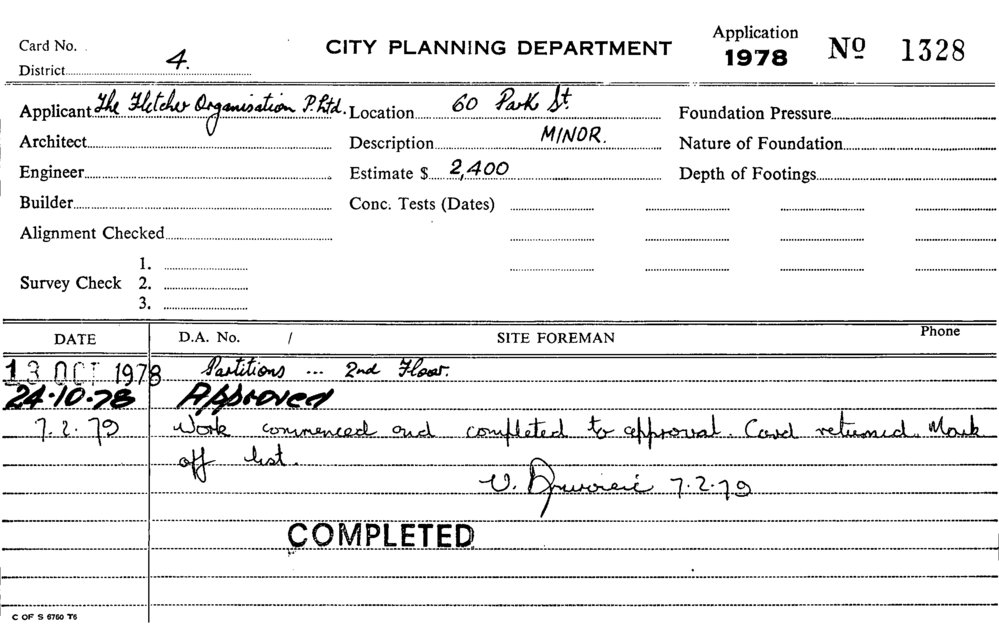 Card No.
District 4.
CITY PLANNING DEPARTMENT
Application
1978
Nº 1328
Applicant The Fletcher Organisation P. Ltd. Location 60 Park St. Foundation Pressure
Architect Description MINOR. Nature of Foundation
Engineer Estimate $ 2,400 Depth of Footings
Builder Conc. Tests (Dates)
Alignment Checked
1.
Survey Check 2.
3.
DATE D.A. No. / SITE FOREMAN Phone
13 OCT 1978 Partitions ... 2nd Floor.
24.10.78 Approved
7.2.79 Work commenced and completed to approval. Card returned. Mark
off list.
V. 7.2.79
COMPLETED
C OF S 6760 T6